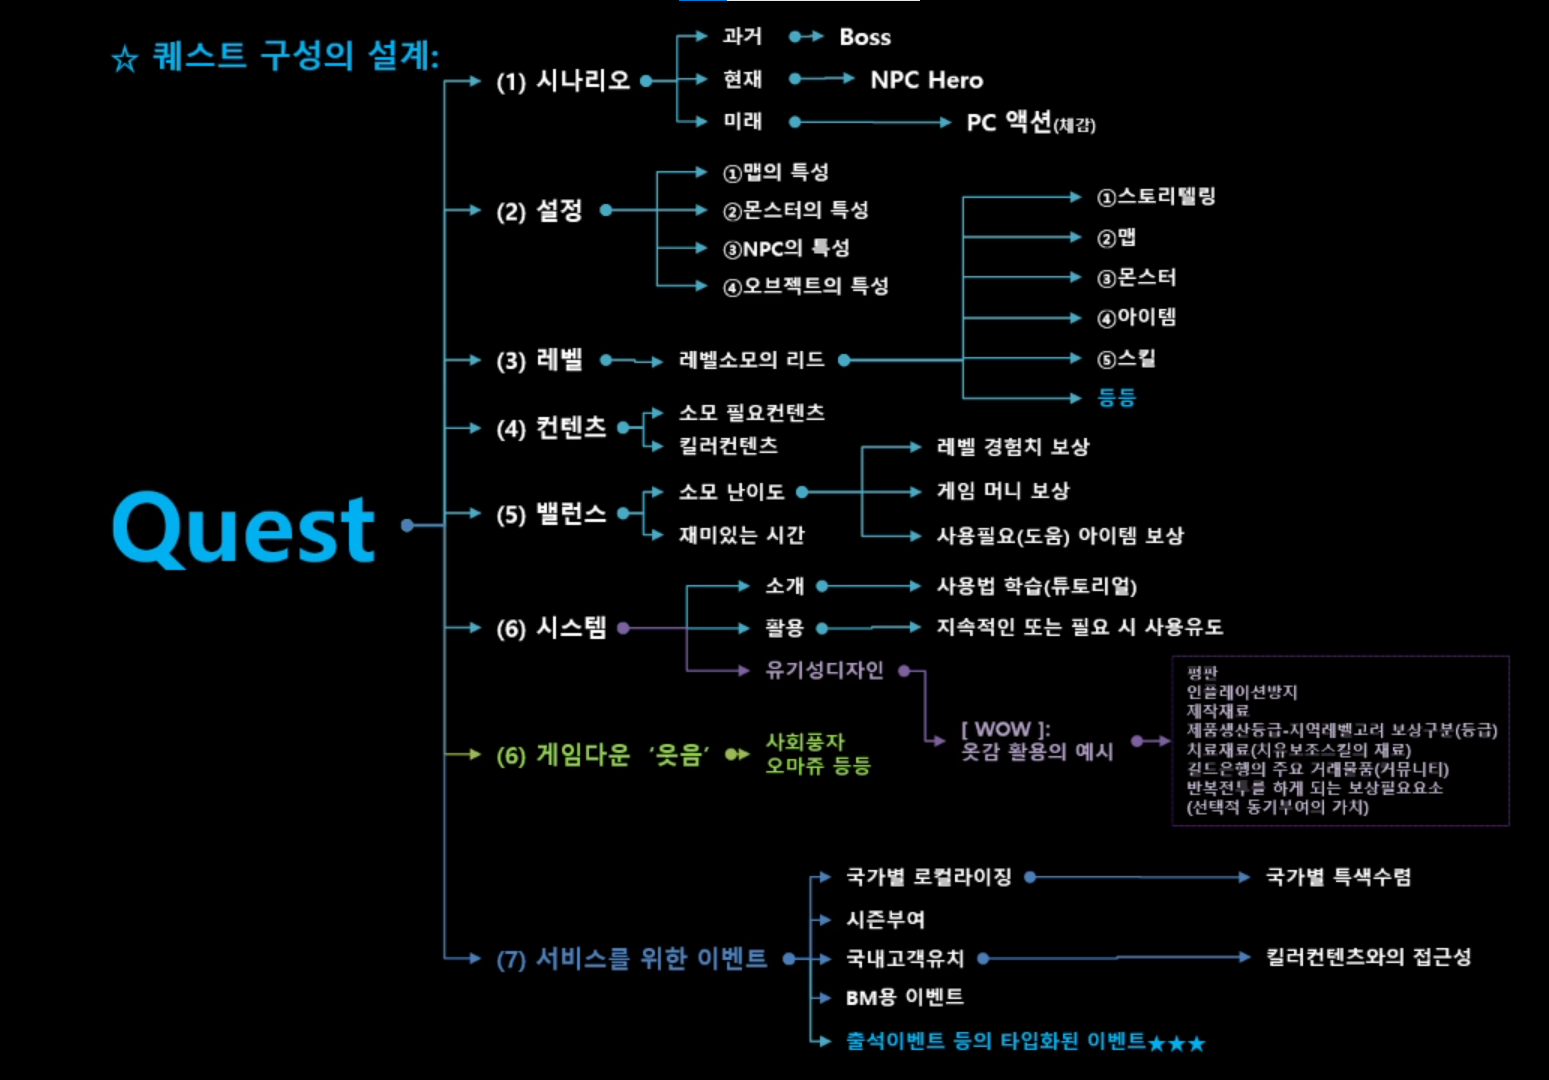 ☆ 퀘스트 구성의 설계:
Quest
(1) 시나리오
과거
Boss
현재
NPC Hero
미래
PC 액션(체감)
(2) 설정
①맵의 특성
②몬스터의 특성
③NPC의 특성
④오브젝트의 특성
(3) 레벨
레벨소모의 리드
①스토리텔링
②맵
③몬스터
④아이템
⑤스킬
등등
(4) 컨텐츠
소모 필요컨텐츠
킬러컨텐츠
(5) 밸런스
소모 난이도
레벨 경험치 보상
게임 머니 보상
사용필요(도움) 아이템 보상
재미있는 시간
(6) 시스템
소개
사용법 학습(튜토리얼)
활용
지속적인 또는 필요 시 사용유도
유기성디자인
[ WOW ]:
옷감 활용의 예시
평판
인플레이션방지
제작재료
제품생산등급-지역레벨고려 보상구분(등급)
치료재료(치유보조스킬의 재료)
길드은행의 주요 거래물품(커뮤니티)
반복전투를 하게 되는 보상필요요소
(선택적 동기부여의 가치)
(6) 게임다운 ‘웃음’
사회풍자
오마쥬 등등
(7) 서비스를 위한 이벤트
국가별 로컬라이징
국가별 특색수렴
시즌부여
국내고객유치
킬러컨텐츠와의 접근성
BM용 이벤트
출석이벤트 등의 타입화된 이벤트★★★